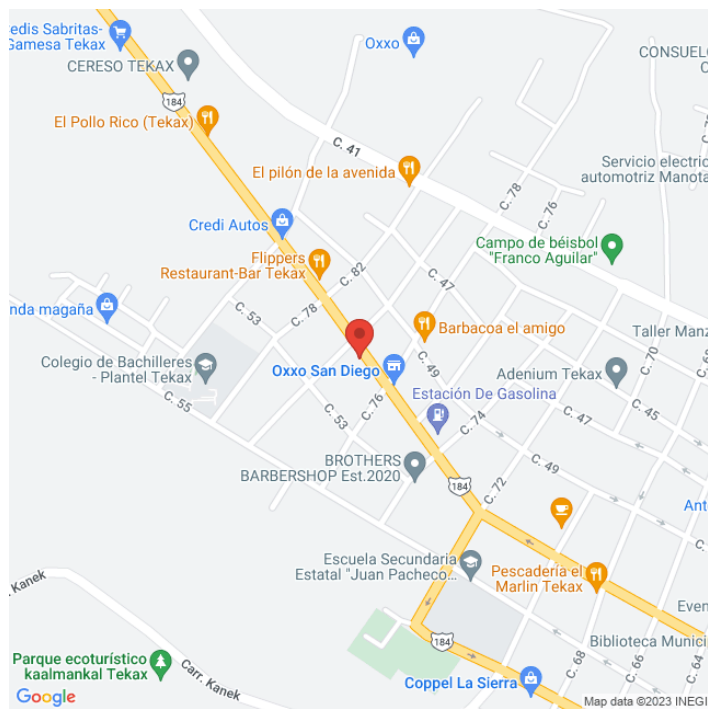 edis Sabritas-
Gamesa Tekax
CERESO TEKAX
Oxxo
CONSUELO
C
184
El Pollo Rico (Tekax)
C. 41
El pilón de la avenida
Servicio electric
automotriz Manota
C. 78
C. 76
Credi Autos
Campo de béisbol
"Franco Aguilar"
Flippers
Restaurant-Bar Tekax
C. 82
C. 47
nda magaña
C. 53
C. 78
Barbacoa el amigo
Taller Manz
C. 70
C. 68
Colegio de Bachilleres
- Plantel Tekax
Oxxo San Diego
C. 49
Adenium Tekax
C. 55
C. 53
C. 76
Estación De Gasolina
C. 74
C. 47
C. 45
BROTHERS
BARBERSHOP Est.2020
C. 49
184
C. 72
Ant
C.
Escuela Secundaria
Estatal "Juan Pacheco...
Pescadería el
Marlin Tekax
r. Kanek
Even
184
Biblioteca Munici
Parque ecoturístico
kaalmankal Tekax
Carr. Kanek
C. 68
C. 66
C. 64
Coppel La Sierra
Google
Map data ©2023 INEGI